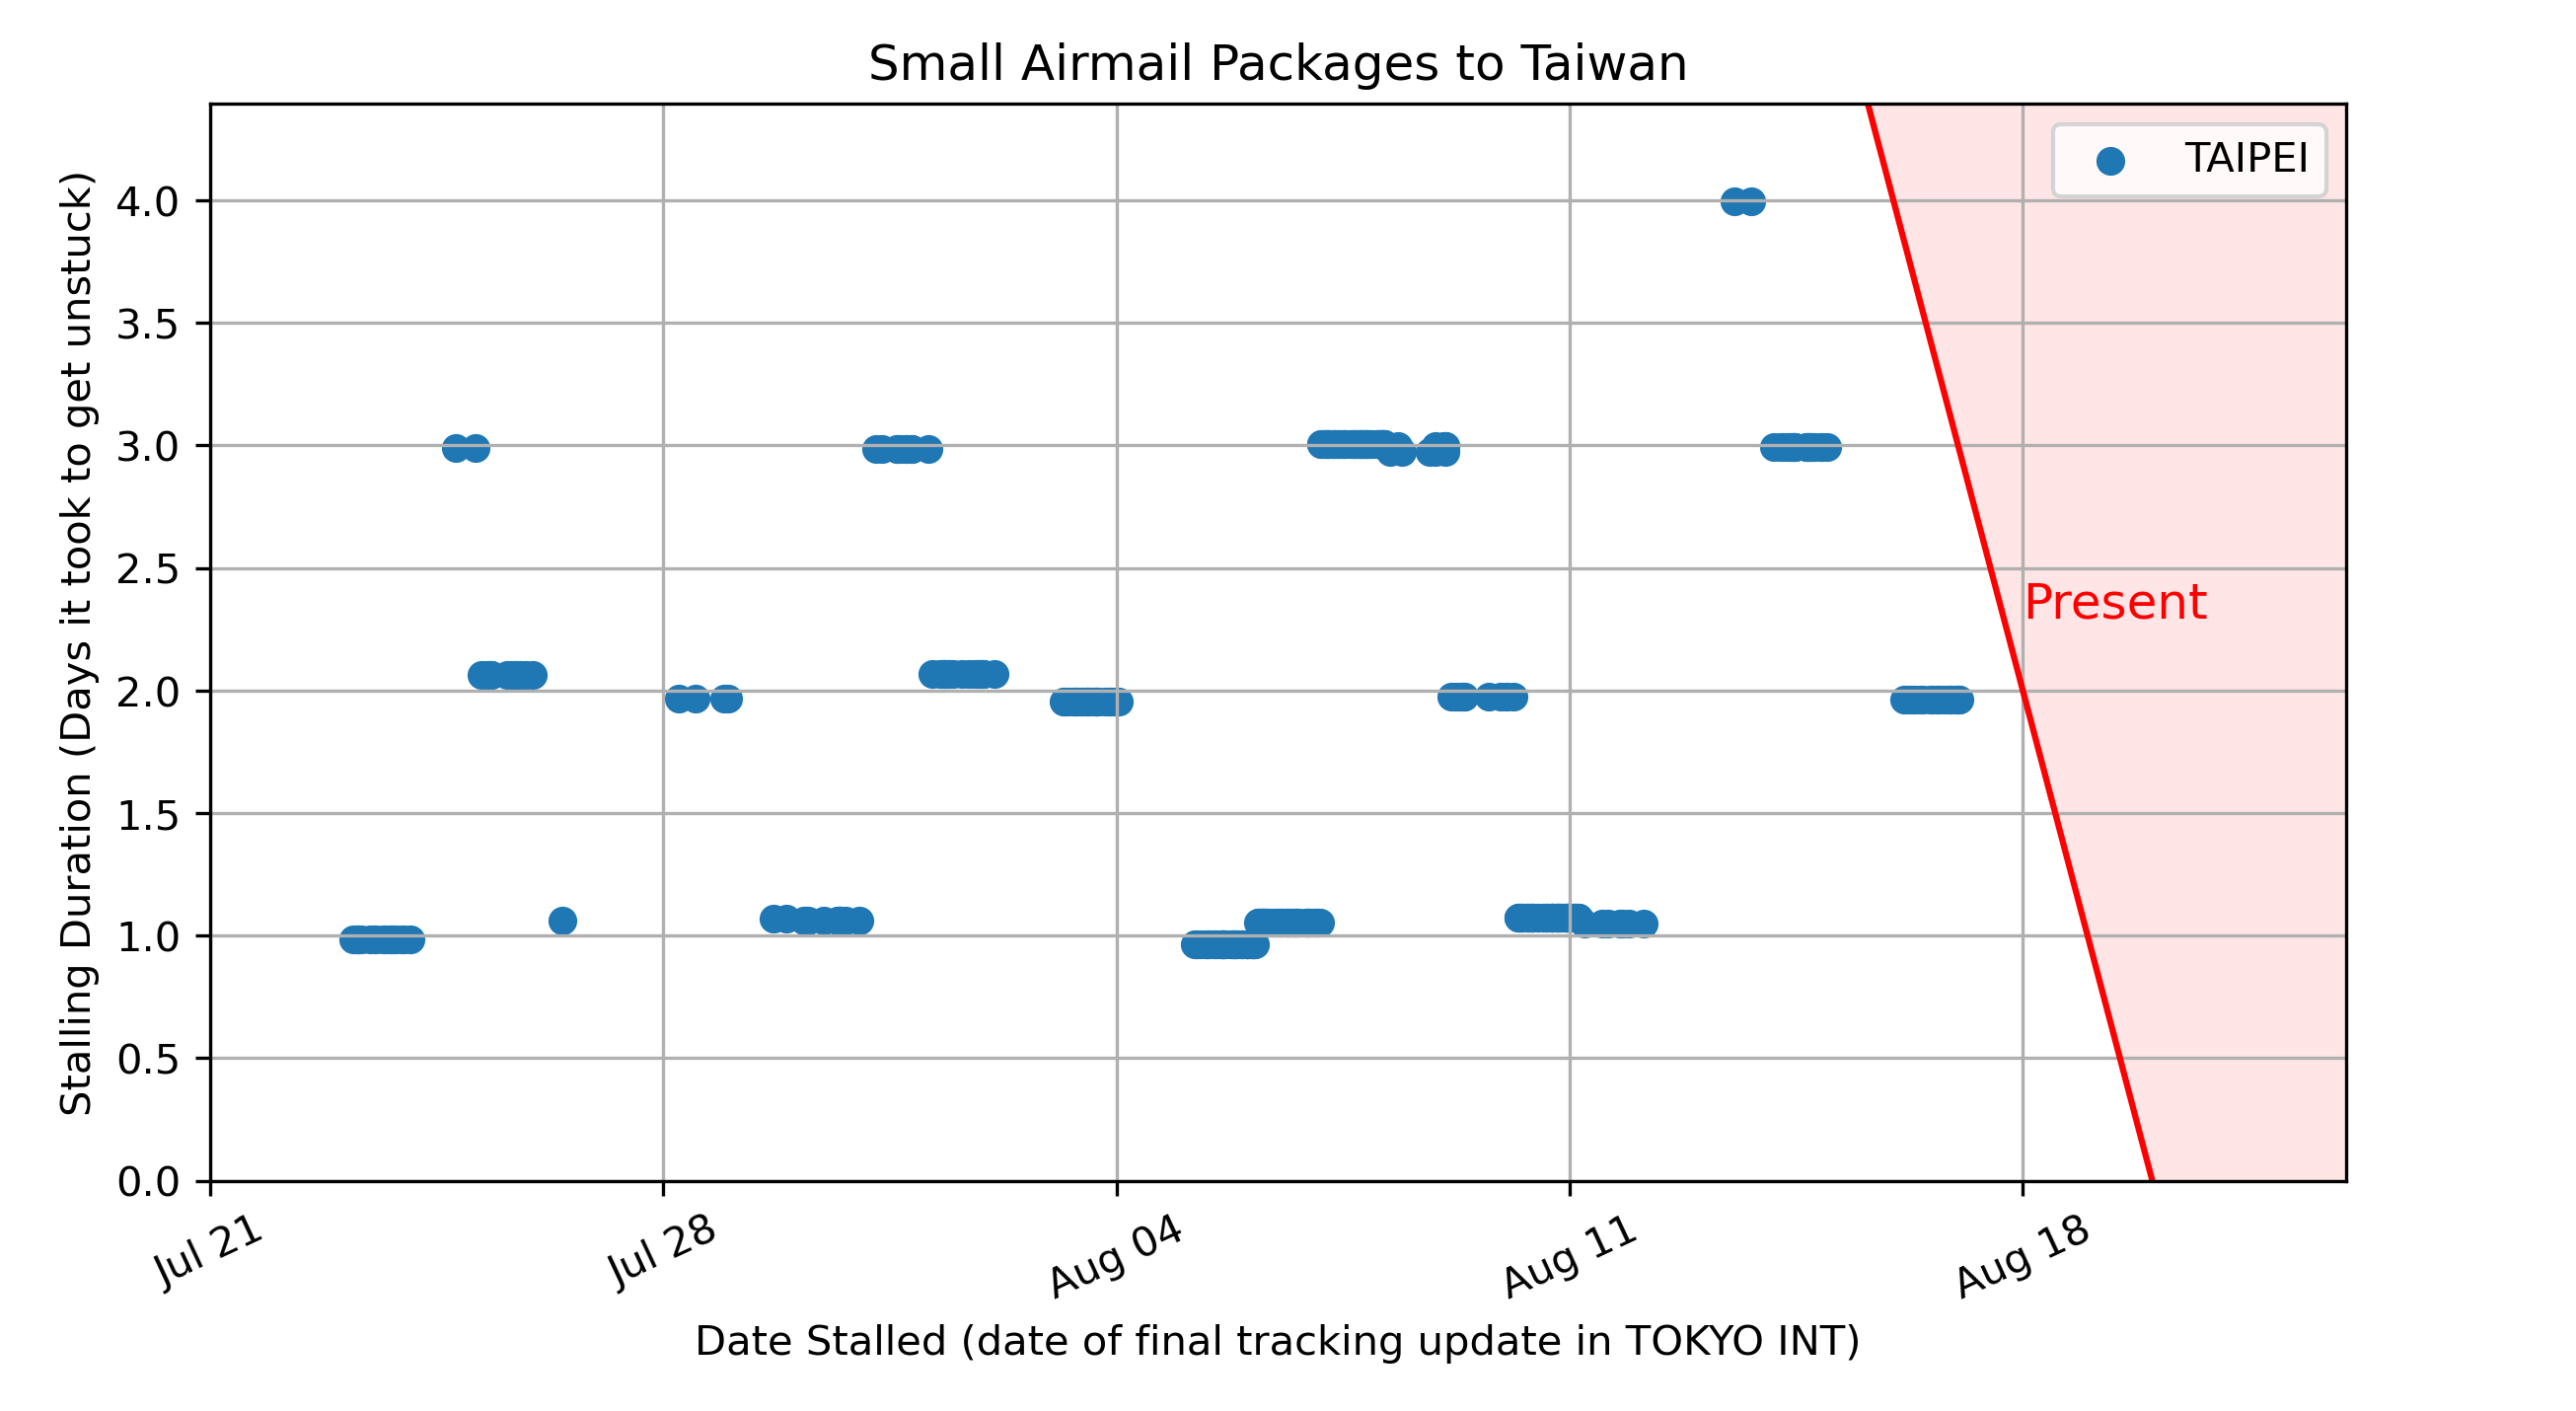 Small Airmail Packages to Taiwan
TAIPEI
Stalling Duration (Days it took to get unstuck)
4.0
3.5
3.0
2.5
2.0
1.5
1.0
0.5
0.0
Present
Jul 21
Jul 28
Aug 04
Aug 11
Aug 18
Date Stalled (date of final tracking update in TOKYO INT)